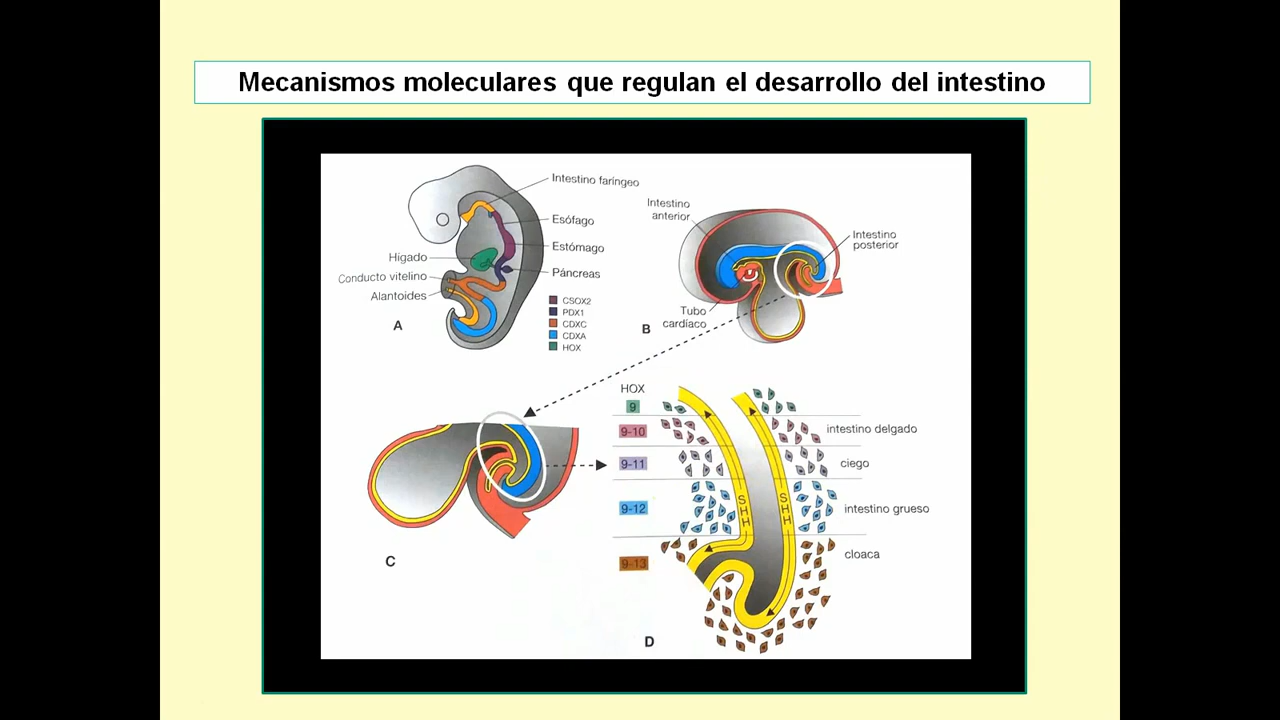 Mecanismos moleculares que regulan el desarrollo del intestino
Intestino faríngeo
Esófago
Estómago
Páncreas
Hígado
Conducto vitelino
Alantoides
CSOX2
PDX1
CDXC
CDXA
HOX
A
Intestino
anterior
Intestino
posterior
Tubo
cardíaco
B
C
HOX
9
9-10
9-11
9-12
9-13
SHH
SHH
intestino delgado
ciego
intestino grueso
cloaca
D